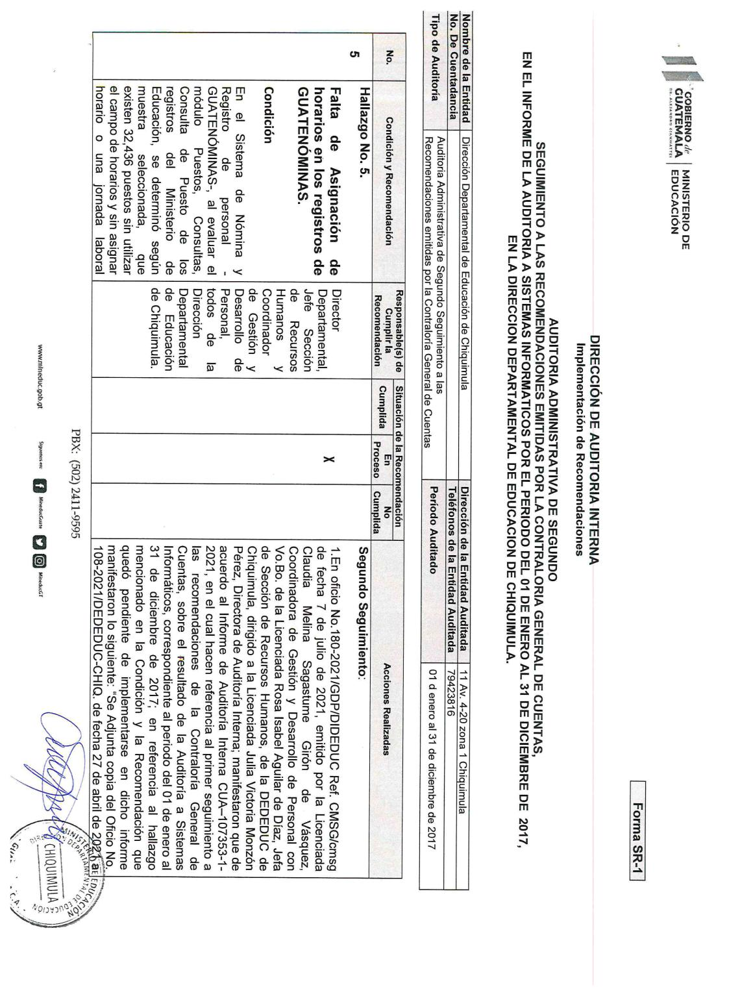 GOBIERNO de
GUATEMALA
DR. ALEJANDRO GIAMMATTEI
MINISTERIO DE
EDUCACIÓN
Forma SR-1
DIRECCIÓN DE AUDITORIA INTERNA
Implementación de Recomendaciones
AUDITORIA ADMINISTRATIVA DE SEGUNDO
SEGUIMIENTO A LAS RECOMENDACIONES EMITIDAS POR LA CONTRALORIA GENERAL DE CUENTAS,
EN EL INFORME DE LA AUDITORIA A SISTEMAS INFORMATICOS POR EL PERIODO DEL 01 DE ENERO AL 31 DE DICIEMBRE DE 2017,
EN LA DIRECCION DEPARTAMENTAL DE EDUCACION DE CHIQUIMULA.
Nombre de la Entidad
Dirección Departamental de Educación de Chiquimula
Dirección de la Entidad Auditada
11 Av. 4-20 zona 1 Chiquimula
No. De Cuentadancia
Teléfonos de la Entidad Auditada
79423816
Tipo de Auditoría
Auditoria Administrativa de Segundo Seguimiento a las
Recomendaciones emitidas por la Contraloría General de Cuentas
Período Auditado
01 d enero al 31 de diciembre de 2017
No.
Condición y Recomendación
Responsable(s) de
Cumplir la
Recomendación
Situación de la Recomendación
Cumplida
En
Proceso
No
Cumplida
Acciones Realizadas
5
Hallazgo No. 5.
Falta de Asignación de
horarios en los registros de
GUATENÓMINAS.
Condición
En el Sistema de Nómina y
Registro de personal -
GUATENÓMINAS-, al evaluar el
módulo Puestos, Consultas,
Consulta de Puesto de los
registros del Ministerio de
Educación, se determinó según
muestra seleccionada, que
existen 32,436 puestos sin utilizar
el campo de horarios y sin asignar
horario o una jornada laboral
Director
Departamental,
Jefe Sección
de Recursos
Humanos y
Coordinador
de Gestión y
Desarrollo de
Personal,
todos de la
Dirección
Departamental
de Educación
de Chiquimula.
X
Segundo Seguimiento:
1.En oficio No.180-2021/GDP/DIDEDUC Ref. CMSG/cmsg
de fecha 7 de julio de 2021, emitido por la Licenciada
Claudia Melina Sagastume Girón de Vásquez,
Coordinadora de Gestión y Desarrollo de Personal con
Vo.Bo. de la Licenciada Rosa Isabel Aguilar de Díaz, Jefa
de Sección de Recursos Humanos, de la DEDEDUC de
Chiquimula, dirigido a la Licenciada Julia Victoria Monzón
Pérez, Directora de Auditoría Interna; manifestaron que de
acuerdo al Informe de Auditoría Interna CUA–107353-1-
2021, en el cual hacen referencia al primer seguimiento a
las recomendaciones de la Contraloría General de
Cuentas, sobre el resultado de la Auditoría a Sistemas
Informáticos, correspondiente al periodo del 01 de enero al
31 de diciembre de 2017; en referencia al hallazgo
mencionado en la Condición y la Recomendación que
quedó pendiente de implementarse en dicho informe
manifestaron lo siguiente: "Se Adjunta copia del Oficio No.
108-2021/DEDEDUC-CHIQ. de fecha 27 de abril de 2021 a
MINISTERIO DE EDUCACIÓN
DIRECCIÓN DEPARTAMENTAL DE EDUCACIÓN
CHIQUIMULA
C.A.
PBX: (502) 2411-9595
www.mineduc.gob.gt
Síguenos en:
MineducGuate
MineducGT